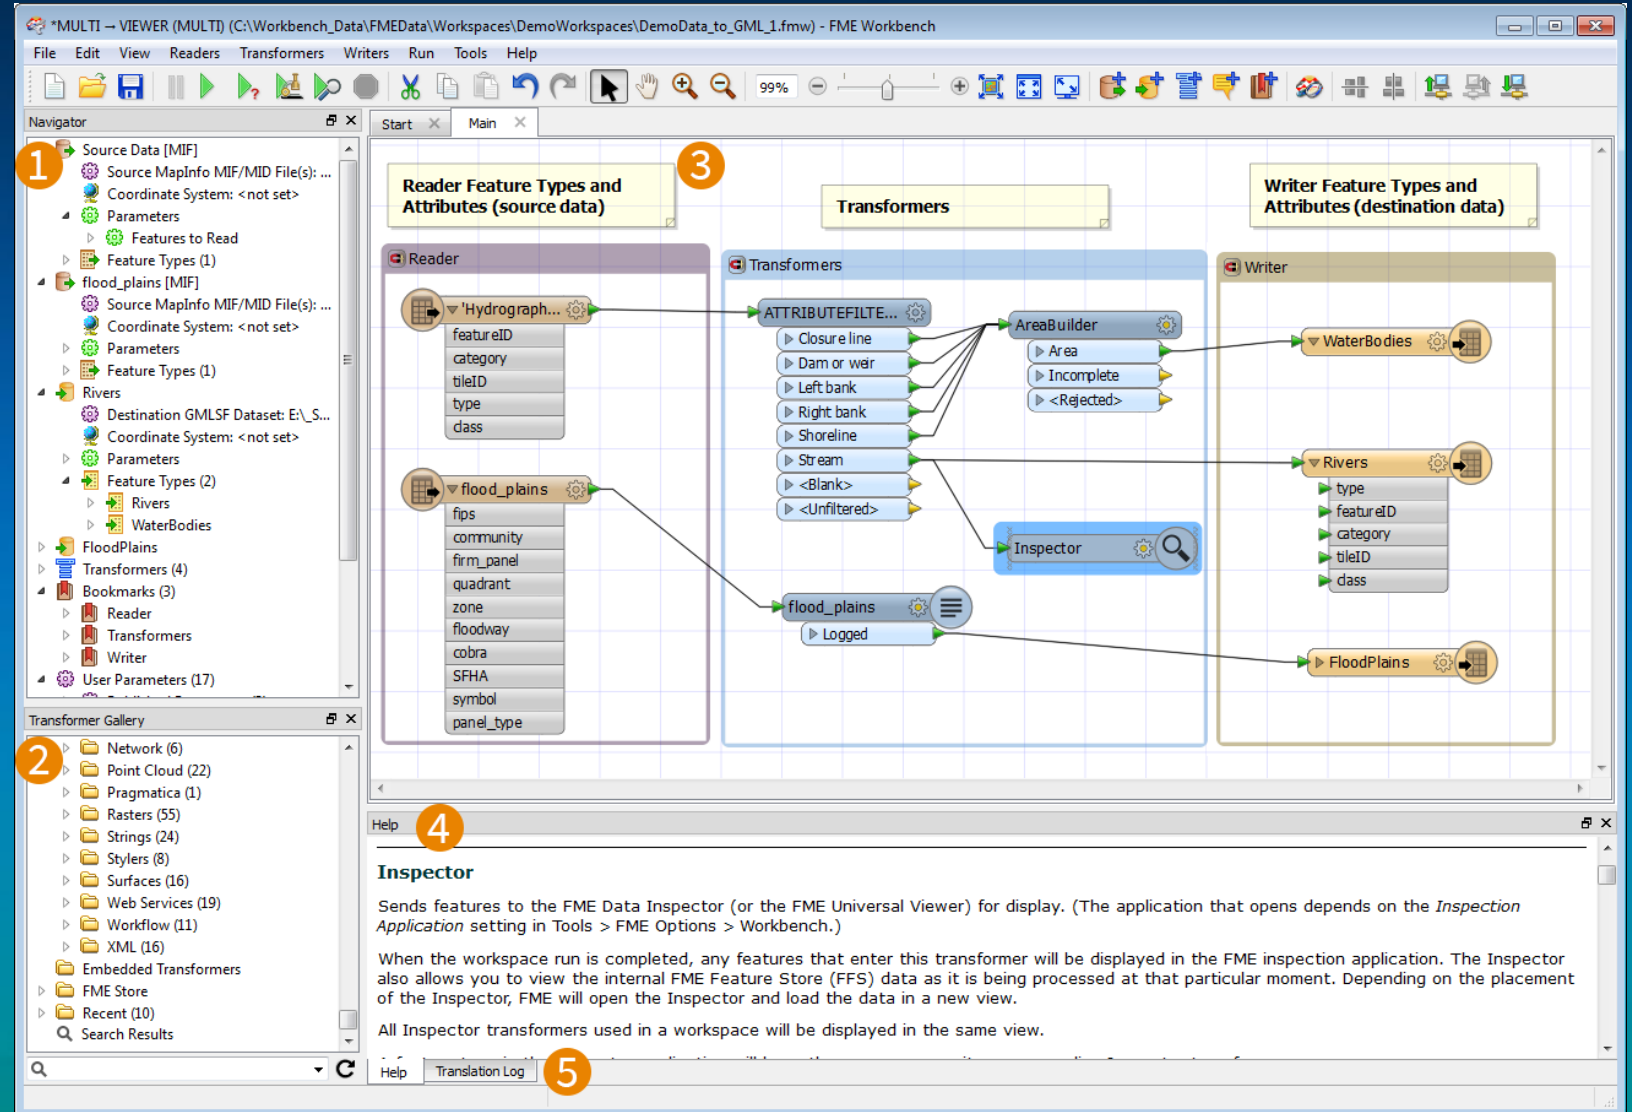 *MULTI → VIEWER (MULTI) (C:\Workbench_Data\FMEData\Workspaces\DemoWorkspaces\DemoData_to_GML_1.fmw) - FME Workbench
File Edit View Readers Transformers Writers Run Tools Help
99%
Navigator
Start Main
1
Source Data [MIF]
Source MapInfo MIF/MID File(s): ...
Coordinate System: <not set>
Parameters
Features to Read
Feature Types (1)
flood_plains [MIF]
Source MapInfo MIF/MID File(s): ...
Coordinate System: <not set>
Parameters
Feature Types (1)
Rivers
Destination GMLSF Dataset: E:\_S...
Coordinate System: <not set>
Parameters
Feature Types (2)
Rivers
WaterBodies
FloodPlains
Transformers (4)
Bookmarks (3)
Reader
Transformers
Writer
User Parameters (17)
Transformer Gallery
2
Network (6)
Point Cloud (22)
Pragmatica (1)
Rasters (55)
Strings (24)
Stylers (8)
Surfaces (16)
Web Services (19)
Workflow (11)
XML (16)
Embedded Transformers
FME Store
Recent (10)
Search Results
3
Reader Feature Types and
Attributes (source data)
Transformers
Writer Feature Types and
Attributes (destination data)
Reader
'Hydrograph...
featureID
category
tileID
type
class
flood_plains
fips
community
firm_panel
quadrant
zone
floodway
cobra
SFHA
symbol
panel_type
Transformers
ATTRIBUTEFILTE...
Closure line
Dam or weir
Left bank
Right bank
Shoreline
Stream
<Blank>
<Unfiltered>
AreaBuilder
Area
Incomplete
<Rejected>
Inspector
flood_plains
Logged
Writer
WaterBodies
Rivers
type
featureID
category
tileID
class
FloodPlains
Help
4
Inspector
Sends features to the FME Data Inspector (or the FME Universal Viewer) for display. (The application that opens depends on the Inspection
Application setting in Tools > FME Options > Workbench.)
When the workspace run is completed, any features that enter this transformer will be displayed in the FME inspection application. The Inspector
also allows you to view the internal FME Feature Store (FFS) data as it is being processed at that particular moment. Depending on the placement
of the Inspector, FME will open the Inspector and load the data in a new view.
All Inspector transformers used in a workspace will be displayed in the same view.
Help Translation Log
5